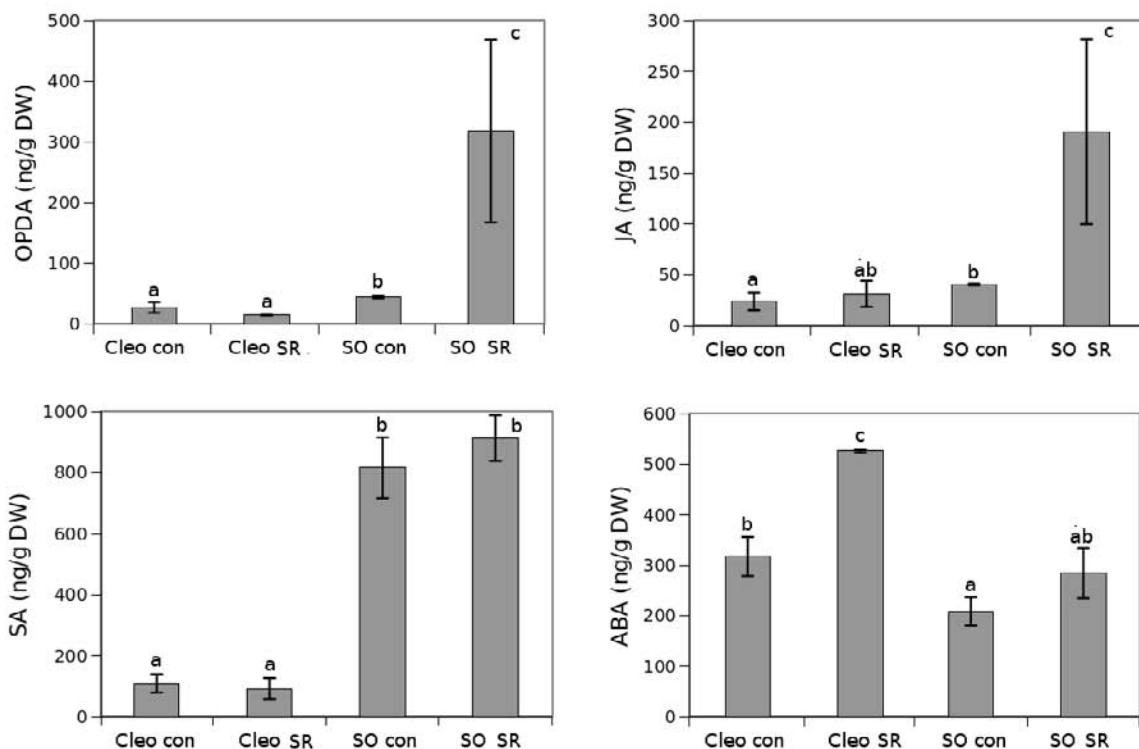 500
400
300
200
100
0
OPDA (ng/g DW)
a
a
b
c
Cleo con
Cleo SR
SO con
SO SR
300
250
200
150
100
50
0
JA (ng/g DW)
a
ab
b
c
Cleo con
Cleo SR
SO con
SO SR
1000
800
600
400
200
0
SA (ng/g DW)
a
a
b
b
Cleo con
Cleo SR
SO con
SO SR
600
500
400
300
200
100
0
ABA (ng/g DW)
b
c
a
ab
Cleo con
Cleo SR
SO con
SO SR